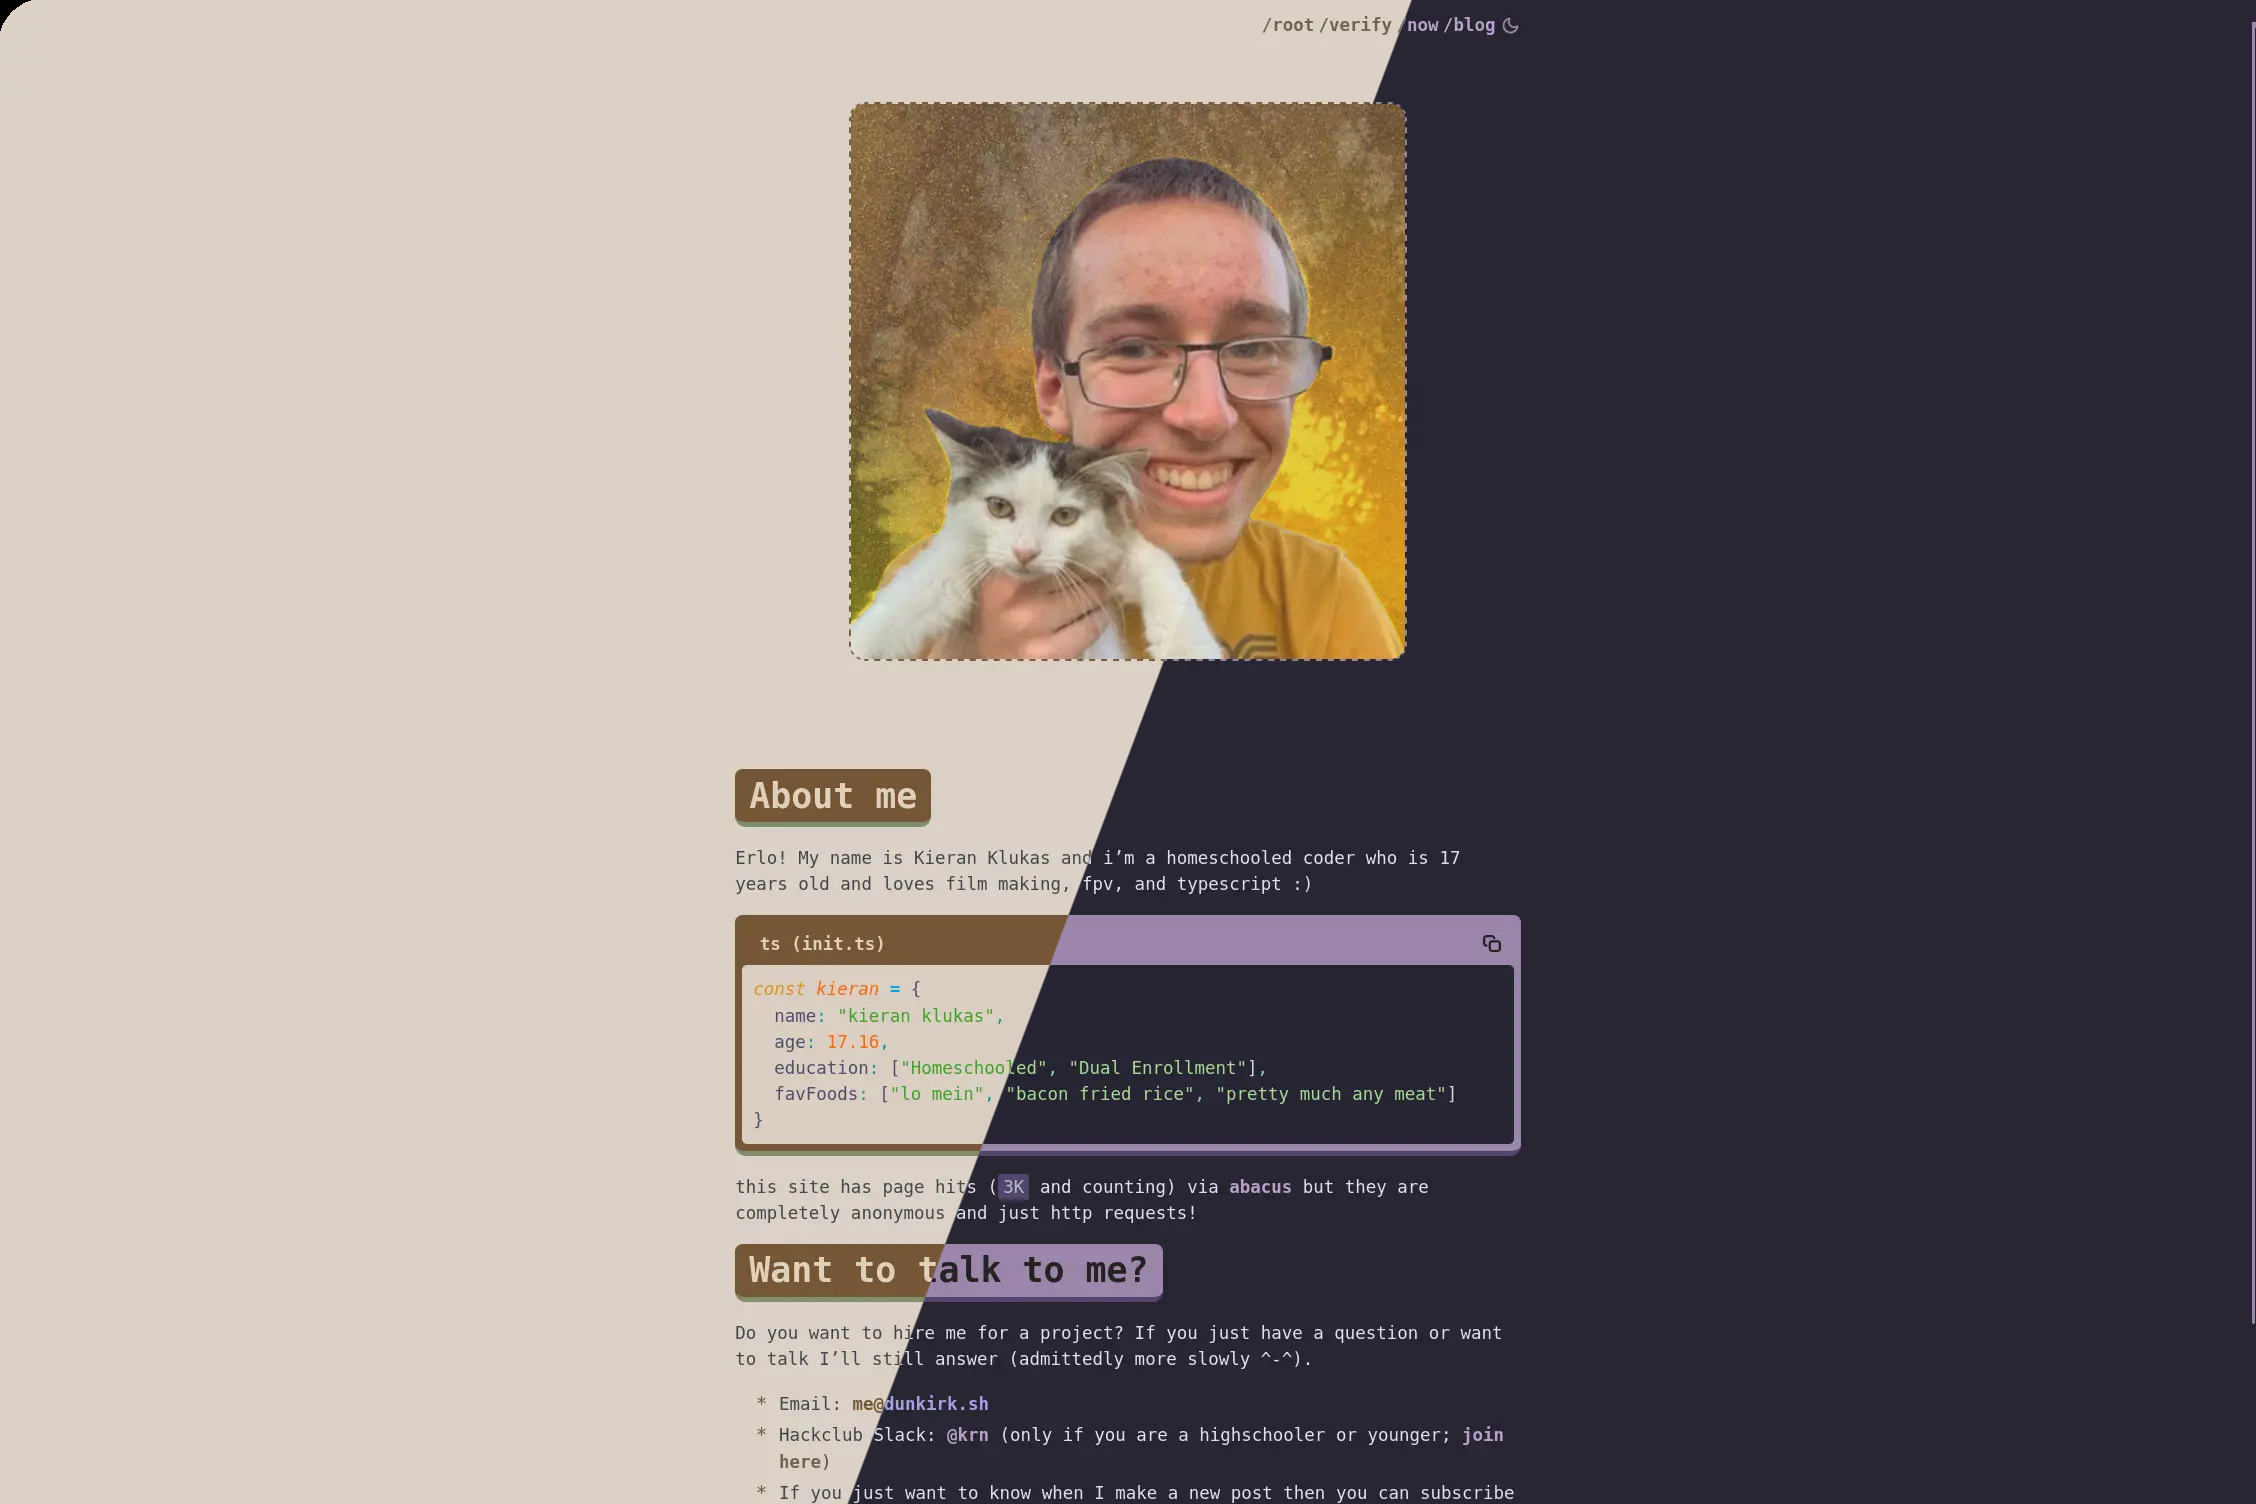 /root /verify /now /blog
About me
Erlo! My name is Kieran Klukas and i’m a homeschooled coder who is 17
years old and loves film making, fpv, and typescript :)
ts (init.ts)
const kieran = {
  name: "kieran klukas",
  age: 17.16,
  education: ["Homeschooled", "Dual Enrollment"],
  favFoods: ["lo mein", "bacon fried rice", "pretty much any meat"]
}
this site has page hits (3K and counting) via abacus but they are
completely anonymous and just http requests!
Want to talk to me?
Do you want to hire me for a project? If you just have a question or want
to talk I’ll still answer (admittedly more slowly ^-^).
* Email: me@dunkirk.sh
* Hackclub Slack: @krn (only if you are a highschooler or younger; join
here)
* If you just want to know when I make a new post then you can subscribe